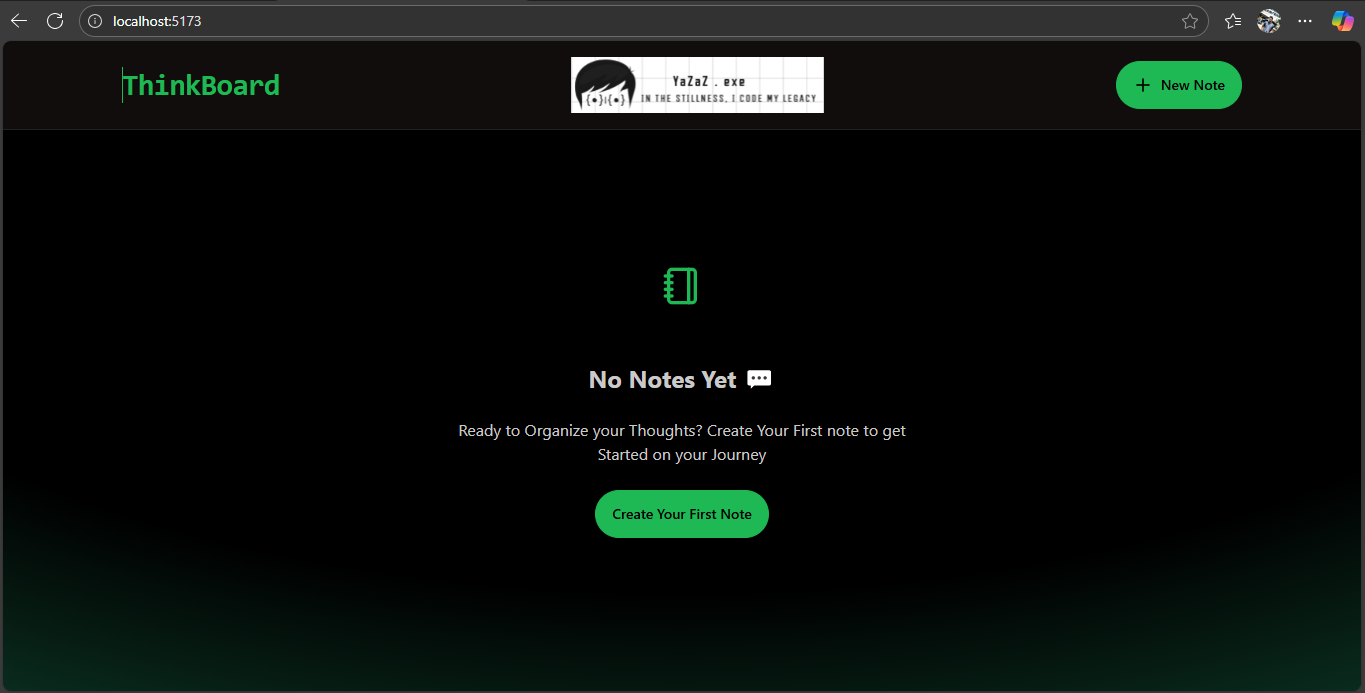 localhost:5173
ThinkBoard
YaZaZ . exe
IN THE STILLNESS, I CODE MY LEGACY
New Note
No Notes Yet
Ready to Organize your Thoughts? Create Your First note to get
Started on your Journey
Create Your First Note